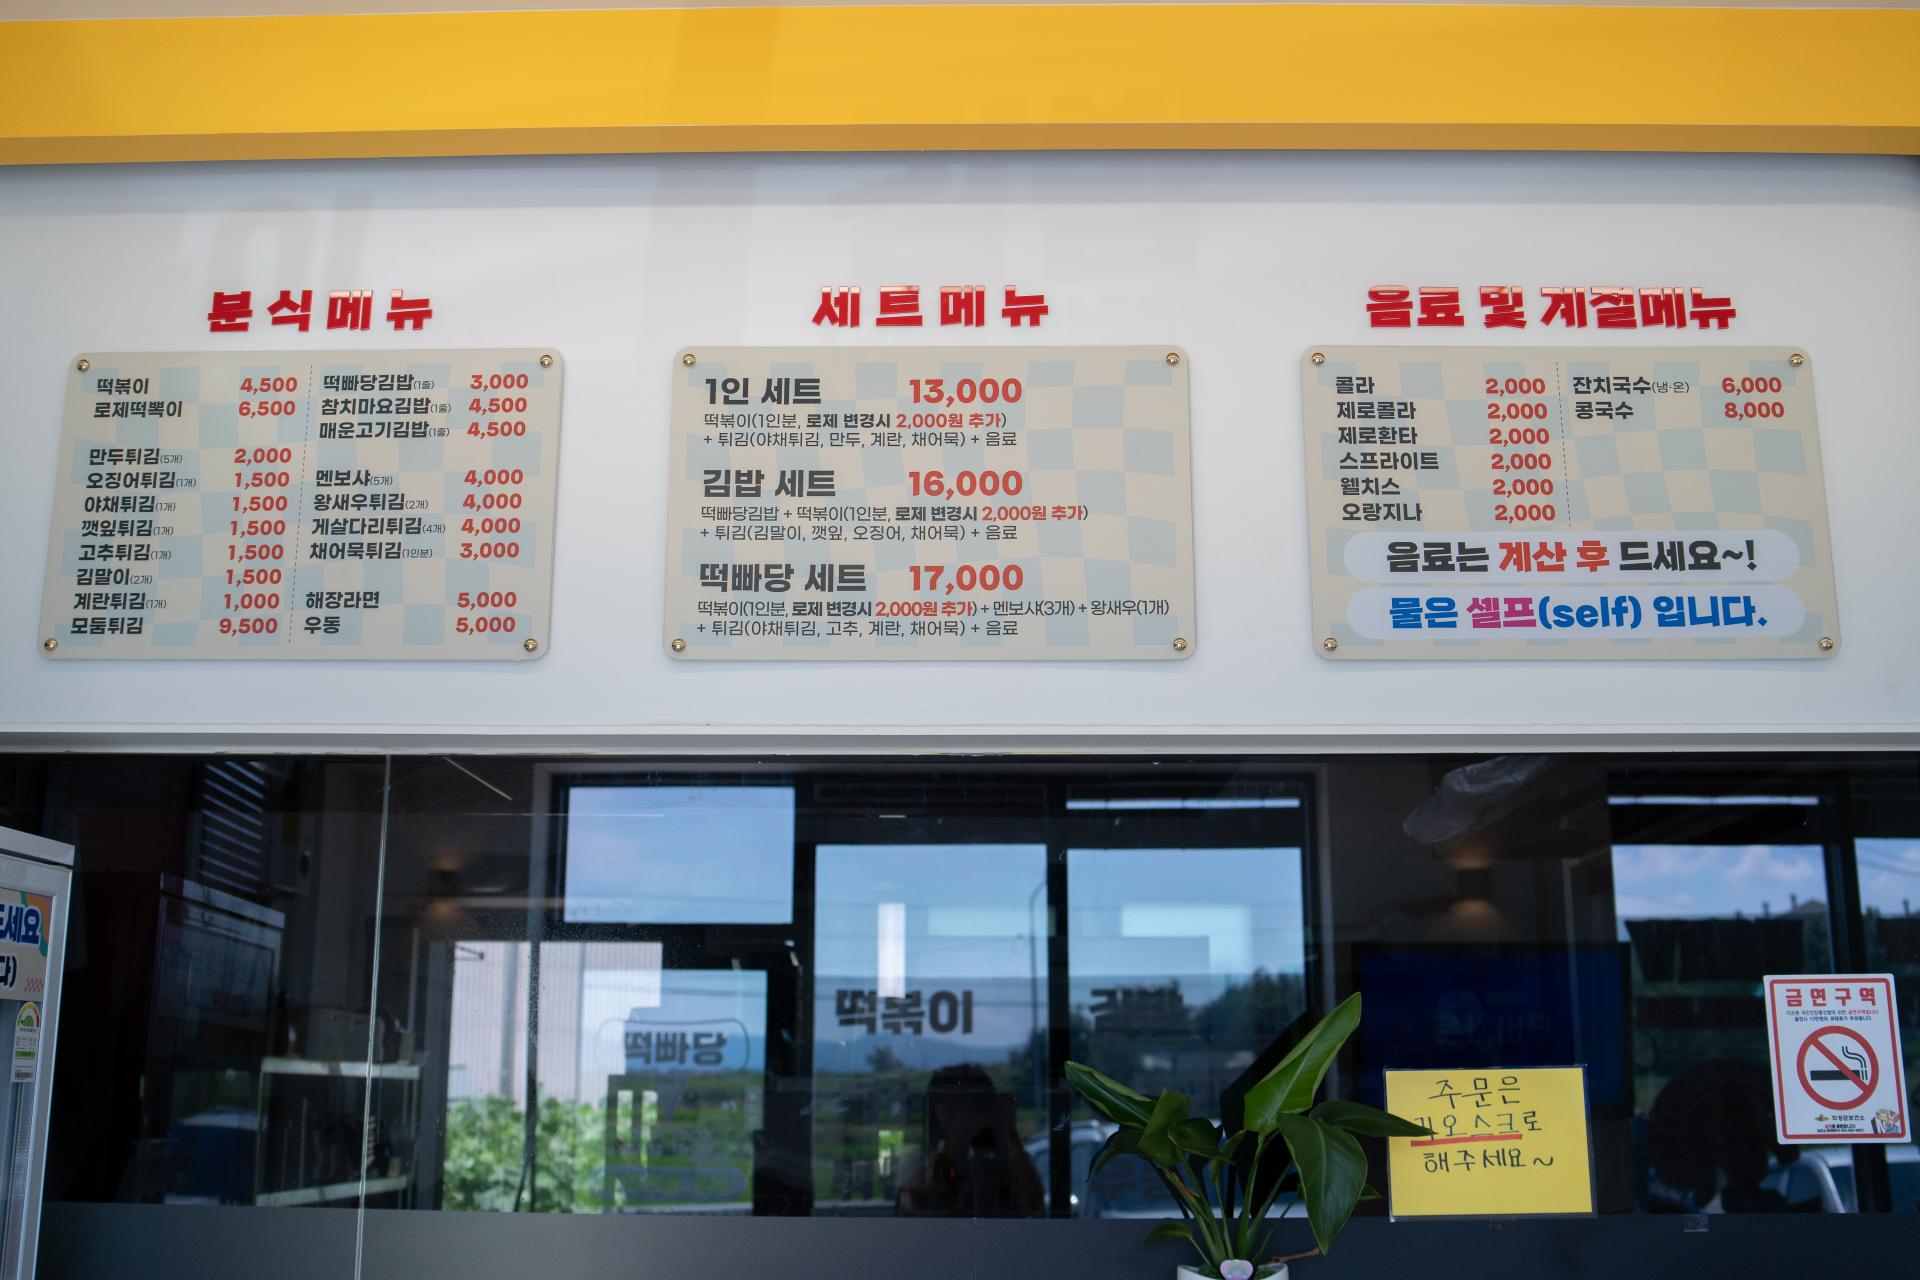 분식메뉴
떡볶이 4,500
로제떡뽁이 6,500
만두튀김(5개) 2,000
오징어튀김(1개) 1,500
야채튀김(1개) 1,500
깻잎튀김(1개) 1,500
고추튀김(1개) 1,500
김말이(2개) 1,500
계란튀김(1개) 1,000
모둠튀김 9,500
떡빠당김밥(1줄) 3,000
참치마요김밥(1줄) 4,500
매운고기김밥(1줄) 4,500
멘보샤(5개) 4,000
왕새우튀김(2개) 4,000
게살다리튀김(4개) 4,000
채어묵튀김(1인분) 3,000
해장라면 5,000
우동 5,000
세트메뉴
1인 세트 13,000
떡볶이(1인분, 로제 변경시 2,000원 추가)
+ 튀김(야채튀김, 만두, 계란, 채어묵) + 음료
김밥 세트 16,000
떡빠당김밥 + 떡볶이(1인분, 로제 변경시 2,000원 추가)
+ 튀김(김말이, 깻잎, 오징어, 채어묵) + 음료
떡빠당 세트 17,000
떡볶이(1인분, 로제 변경시 2,000원 추가) + 멘보샤(3개) + 왕새우(1개)
+ 튀김(야채튀김, 고추, 계란, 채어묵) + 음료
음료 및 계절메뉴
콜라 2,000
제로콜라 2,000
제로환타 2,000
스프라이트 2,000
웰치스 2,000
오랑지나 2,000
잔치국수(냉·온) 6,000
콩국수 8,000
음료는 계산 후 드세요~!
물은 셀프(self) 입니다.
드세요
다)
떡빠당
떡볶이
김밥
주문은
키오스크로
해주세요~
금연구역